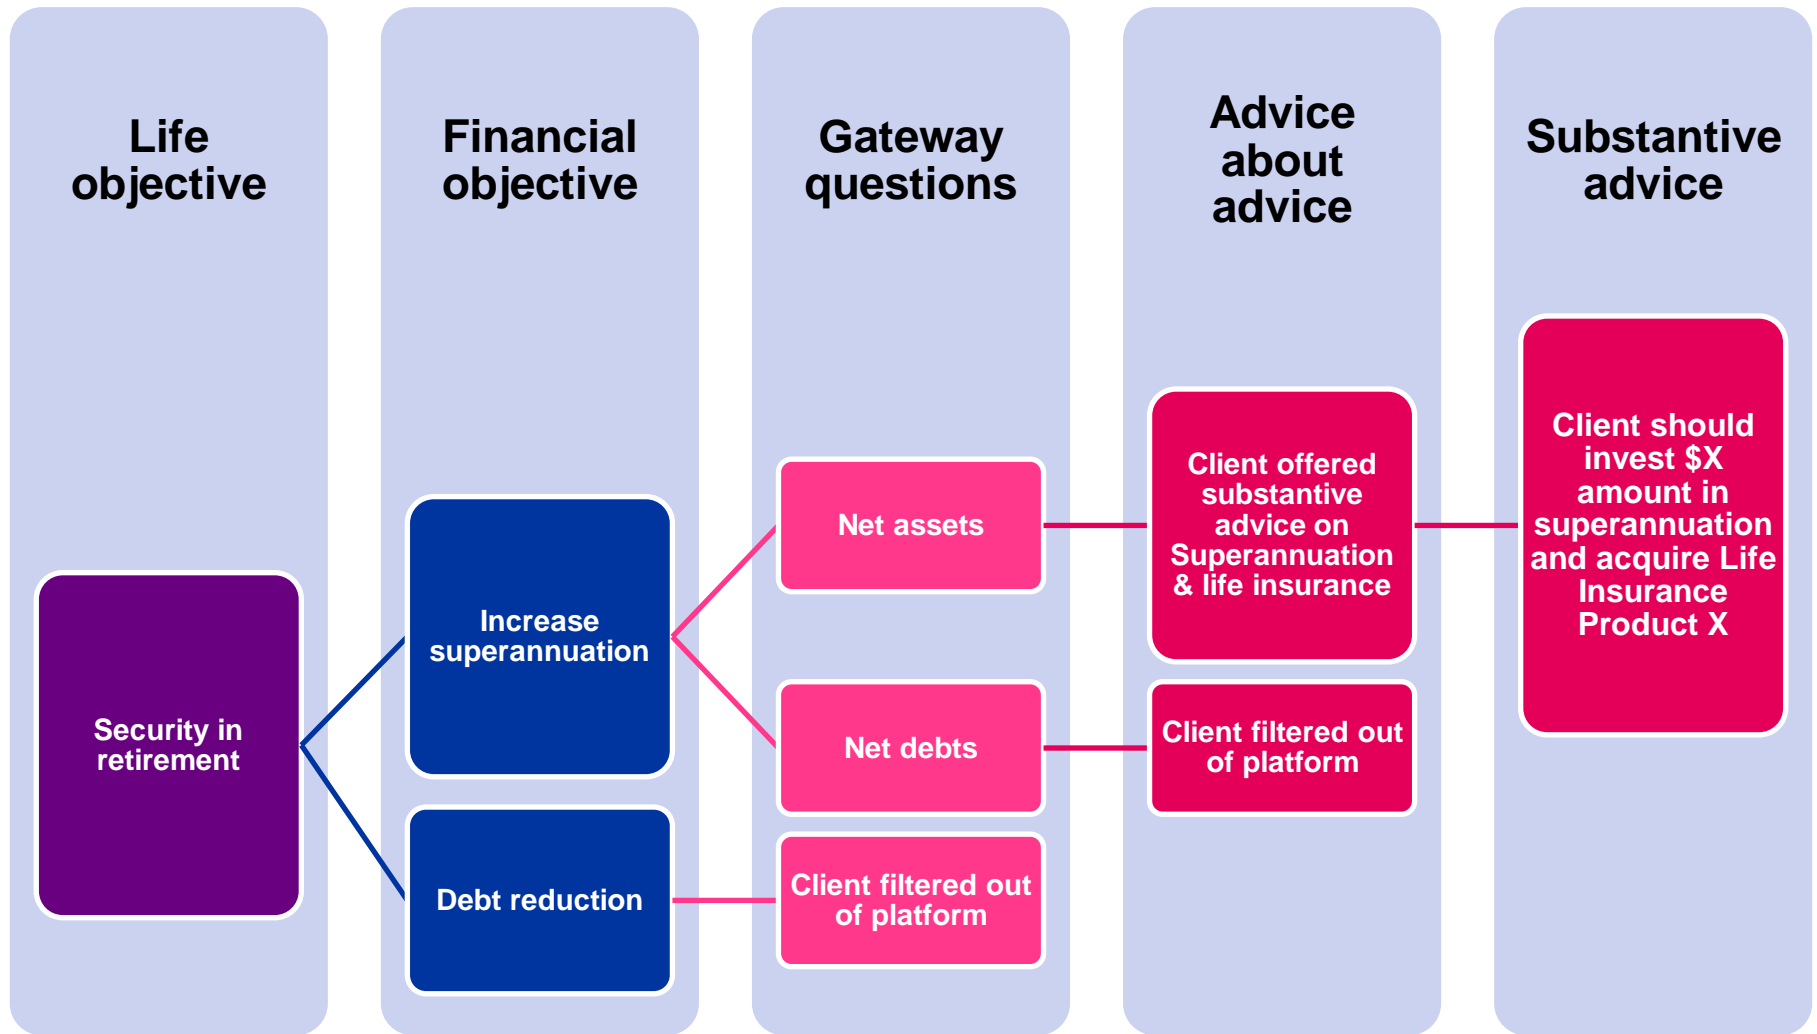 Life
objective
Financial
objective
Gateway
questions
Advice
about
advice
Substantive
advice
Security in
retirement
Increase
superannuation
Debt reduction
Net assets
Net debts
Client filtered out
of platform
Client offered
substantive
advice on
Superannuation
& life insurance
Client filtered out
of platform
Client should
invest $X
amount in
superannuation
and acquire Life
Insurance
Product X